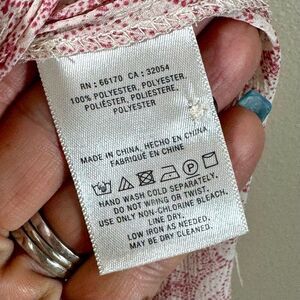 RN : 66170 CA : 32054
100% POLYESTER, POLYESTER,
POLIÉSTER, POLIESTERE,
POLYESTER
MADE IN CHINA, HECHO EN CHINA,
FABRIQUÉ EN CHINE
HAND WASH COLD SEPARATELY.
DO NOT WRING OR TWIST.
USE ONLY NON-CHLORINE BLEACH.
LINE DRY.
LOW IRON AS NEEDED,
MAY BE DRY CLEANED.